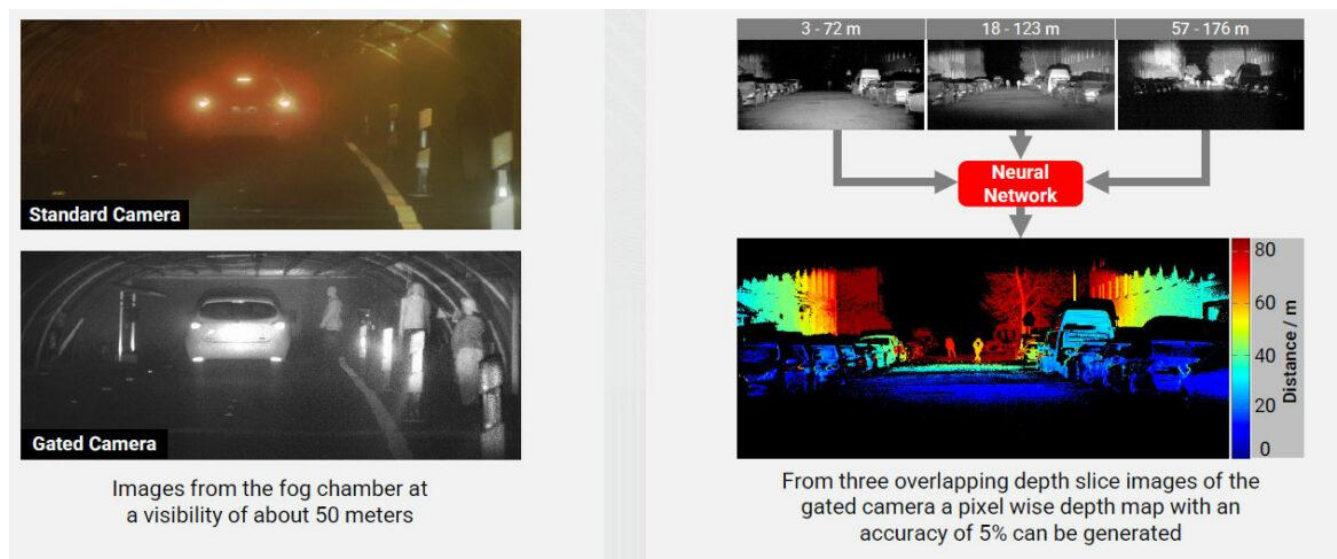 Standard Camera
Gated Camera
Images from the fog chamber at
a visibility of about 50 meters
3 - 72 m
18 - 123 m
57 - 176 m
Neural
Network
80
60
40
20
0
Distance / m
From three overlapping depth slice images of the
gated camera a pixel wise depth map with an
accuracy of 5% can be generated